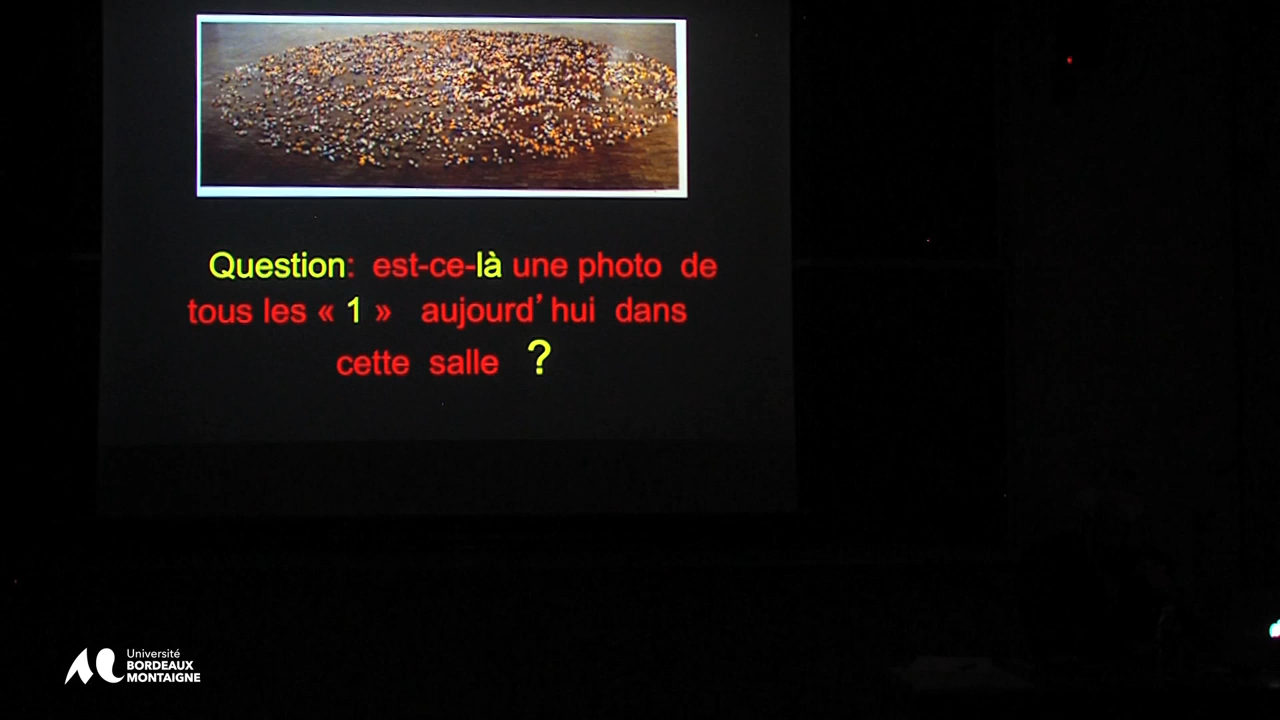 Question: est-ce-là une photo de
tous les « 1 » aujourd’hui dans
cette salle ?
Université
BORDEAUX
MONTAIGNE